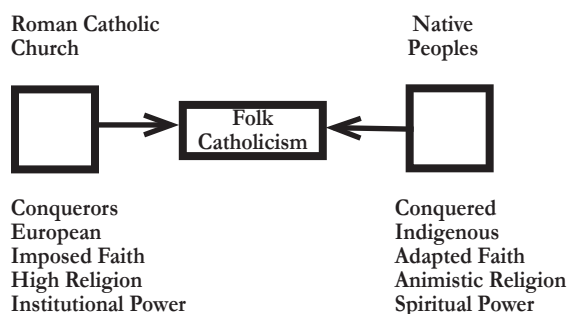 Roman Catholic
Church
Native
Peoples
Folk
Catholicism
Conquerors
European
Imposed Faith
High Religion
Institutional Power
Conquered
Indigenous
Adapted Faith
Animistic Religion
Spiritual Power